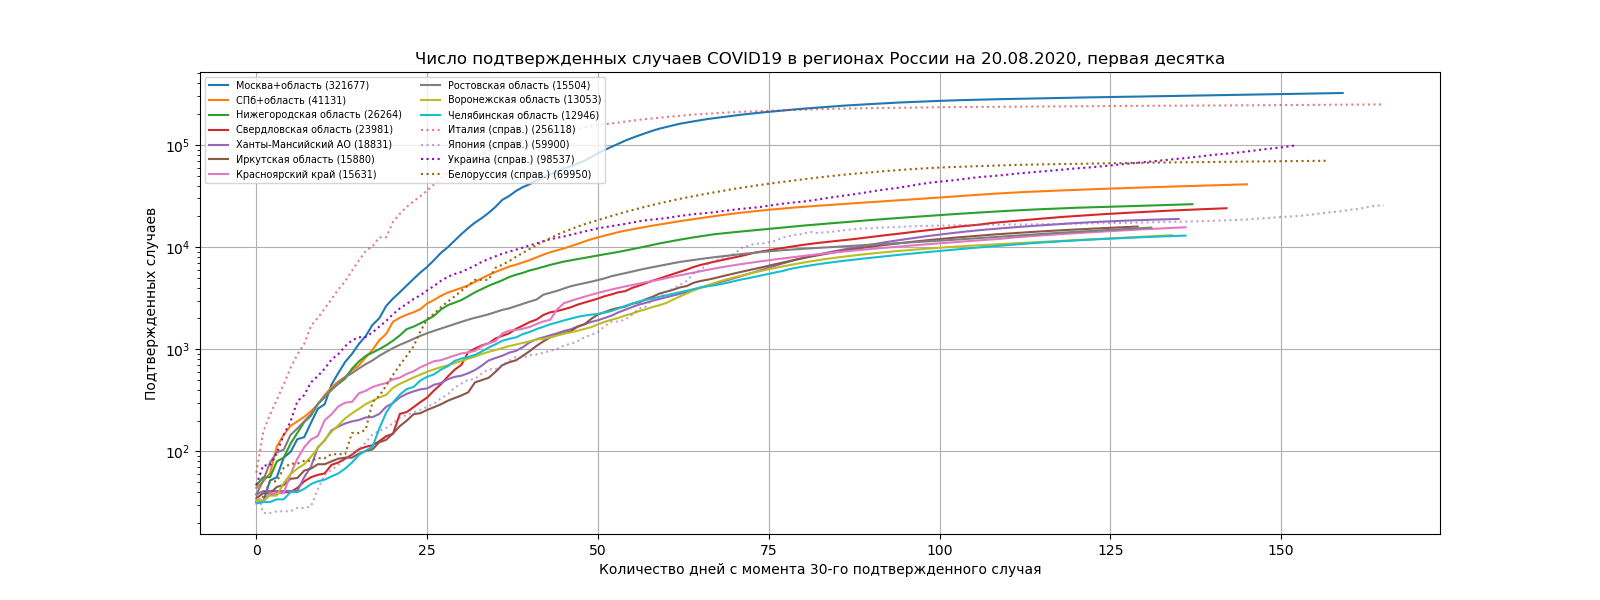 Число подтвержденных случаев COVID19 в регионах России на 20.08.2020, первая десятка
Москва+область (321677)
СПб+область (41131)
Нижегородская область (26264)
Свердловская область (23981)
Ханты-Мансийский АО (18831)
Иркутская область (15880)
Красноярский край (15631)
Ростовская область (15504)
Воронежская область (13053)
Челябинская область (12946)
Италия (справ.) (256118)
Япония (справ.) (59900)
Украина (справ.) (98537)
Белоруссия (справ.) (69950)
Подтвержденных случаев
10⁵
10⁴
10³
10²
0 25 50 75 100 125 150
Количество дней с момента 30-го подтвержденного случая